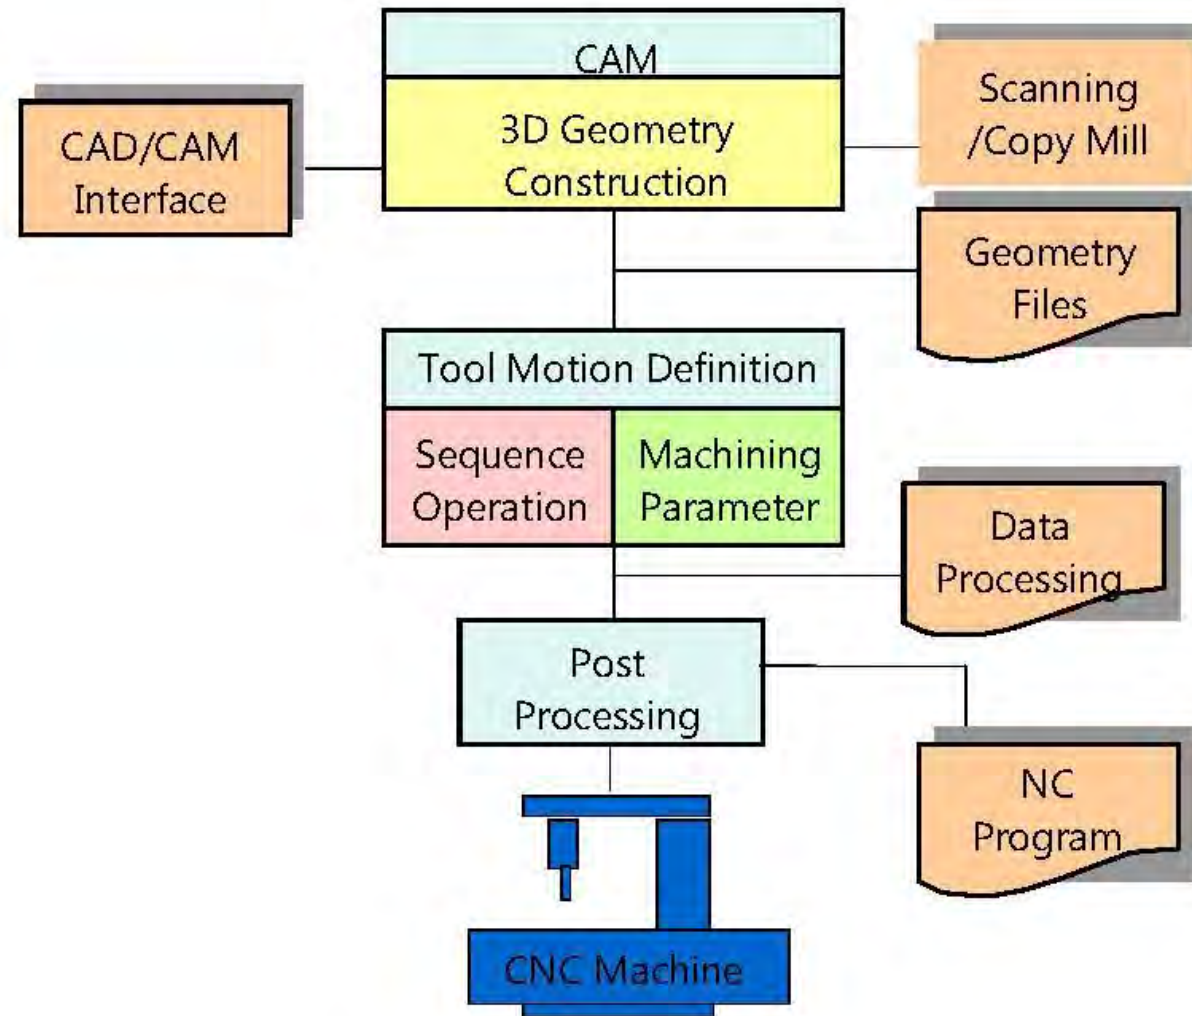 CAM
3D Geometry
Construction
CAD/CAM
Interface
Scanning
/Copy Mill
Geometry
Files
Tool Motion Definition
Sequence
Operation
Machining
Parameter
Data
Processing
Post
Processing
NC
Program
CNC Machine